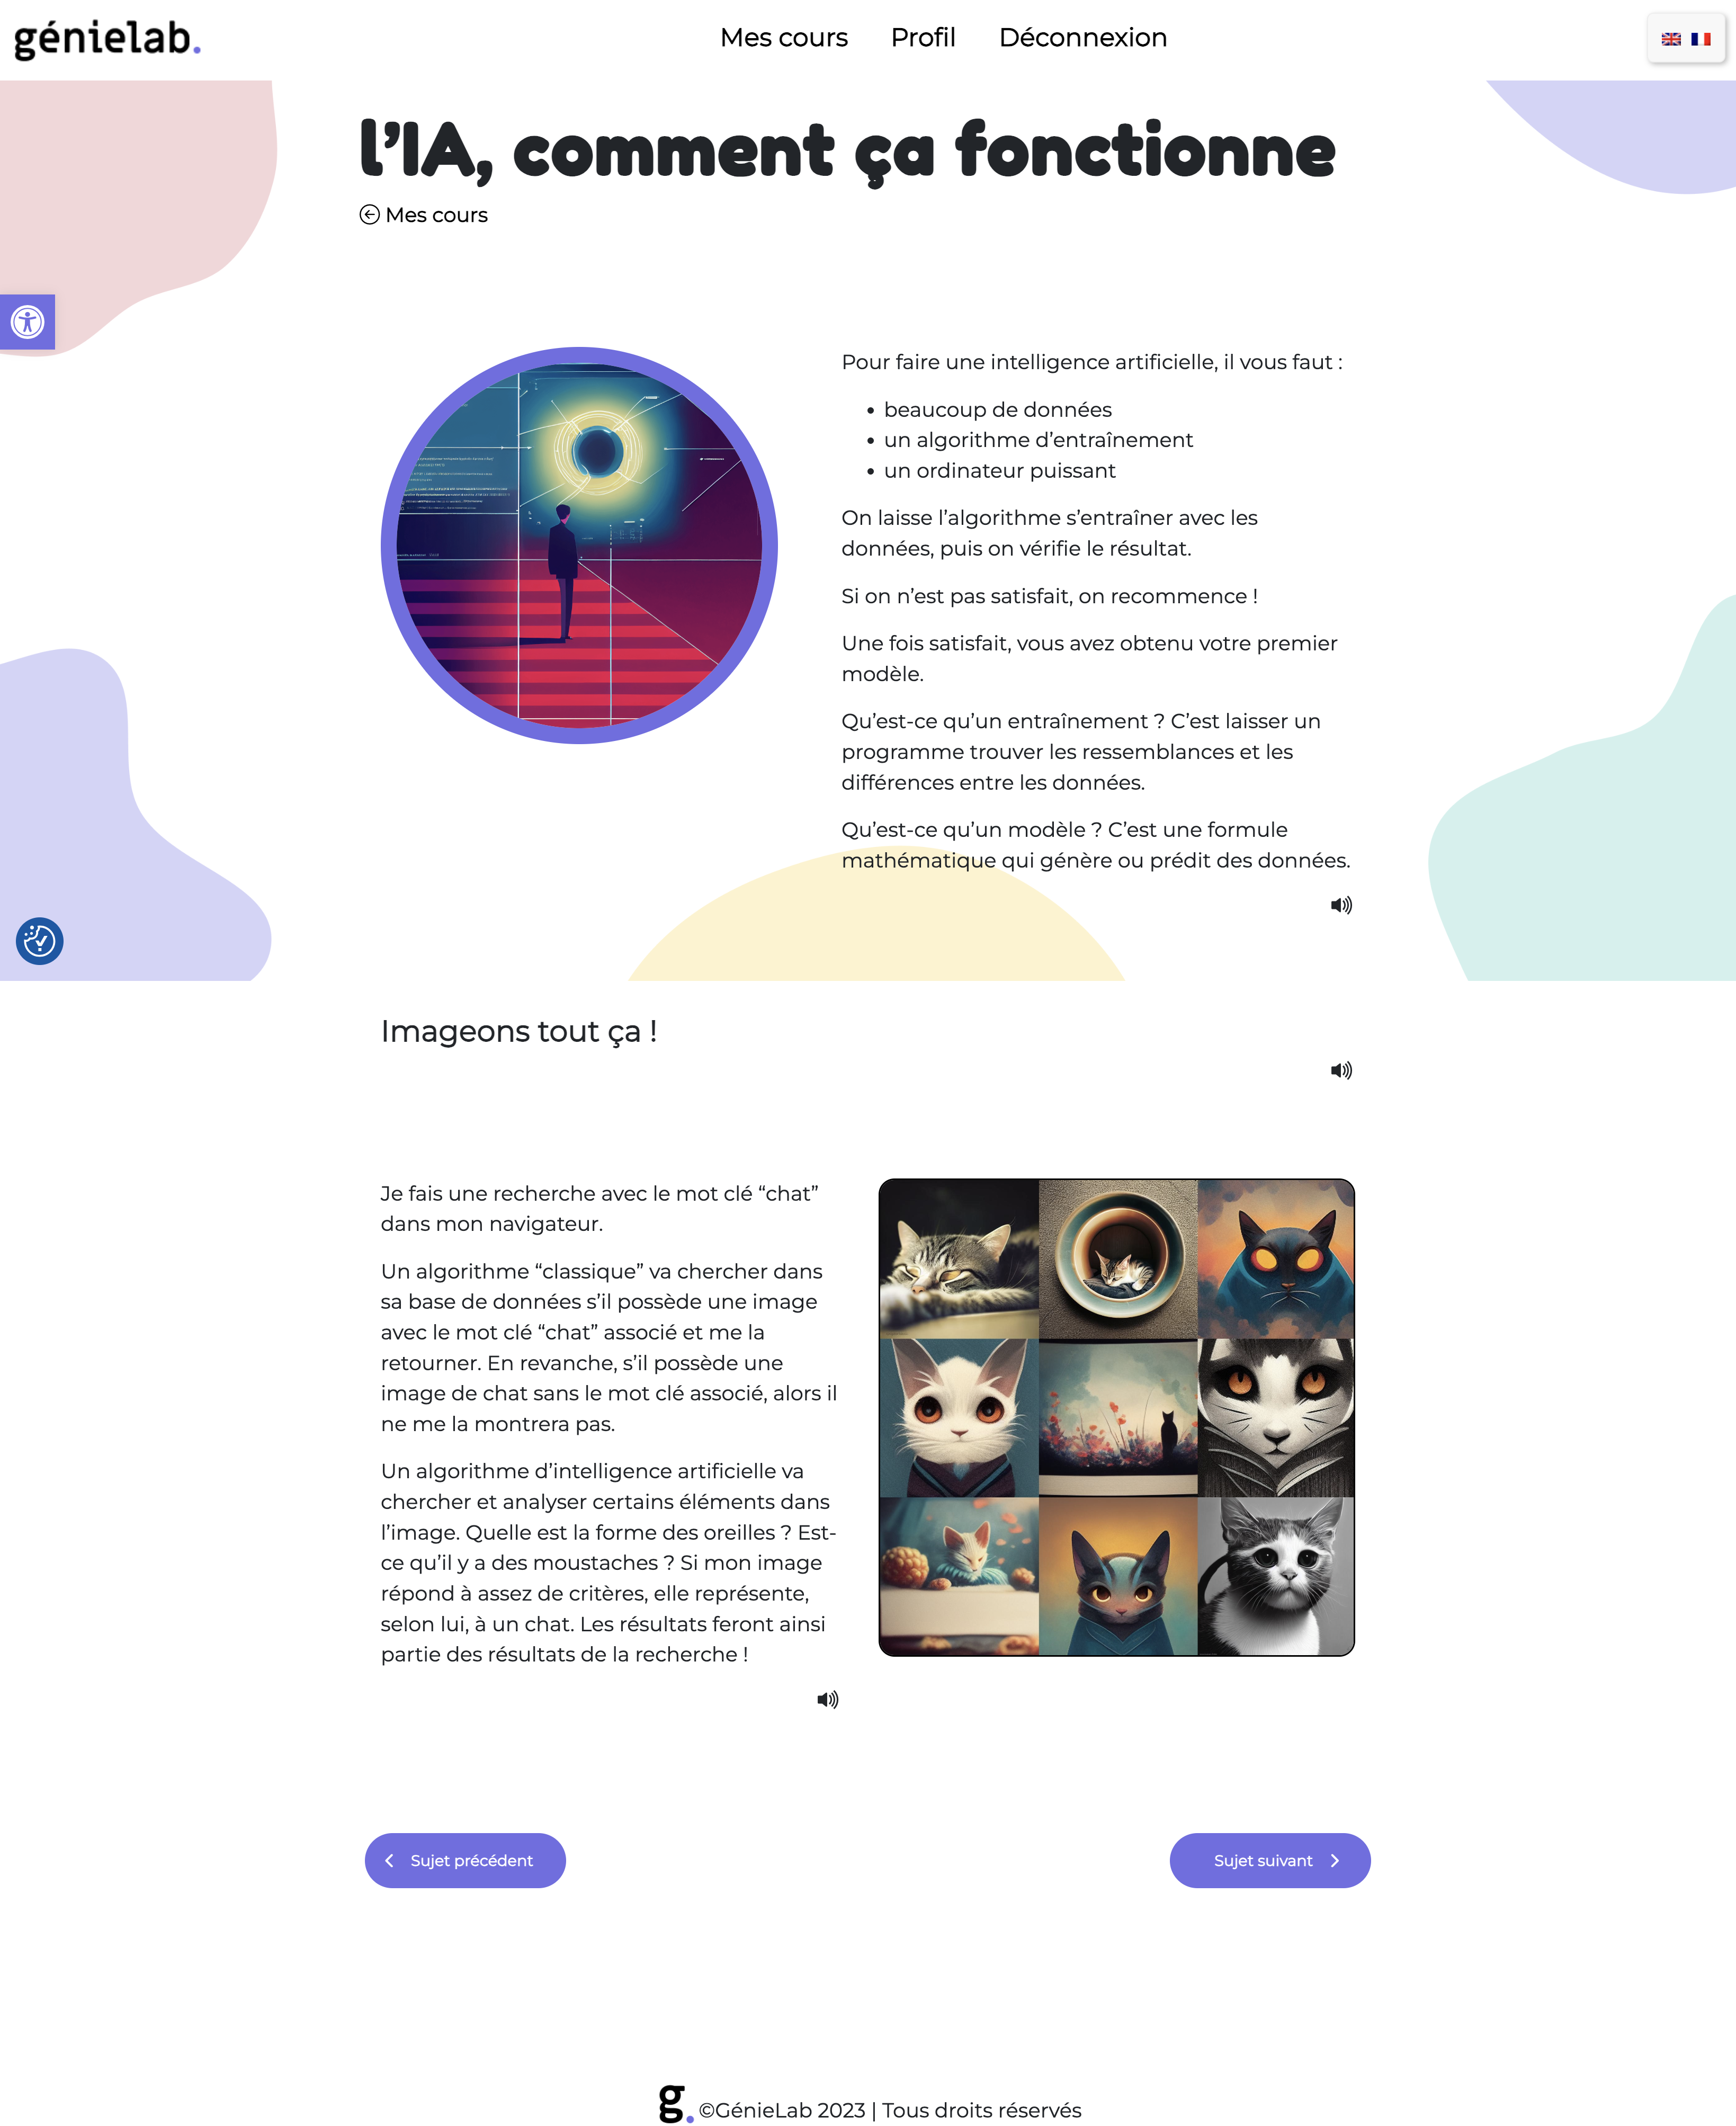 génielab.
Mes cours
Profil
Déconnexion
l’IA, comment ça fonctionne
Mes cours
Pour faire une intelligence artificielle, il vous faut :
• beaucoup de données
• un algorithme d’entraînement
• un ordinateur puissant
On laisse l’algorithme s’entraîner avec les
données, puis on vérifie le résultat.
Si on n’est pas satisfait, on recommence !
Une fois satisfait, vous avez obtenu votre premier
modèle.
Qu’est-ce qu’un entraînement ? C’est laisser un
programme trouver les ressemblances et les
différences entre les données.
Qu’est-ce qu’un modèle ? C’est une formule
mathématique qui génère ou prédit des données.
Imageons tout ça !
Je fais une recherche avec le mot clé “chat”
dans mon navigateur.
Un algorithme “classique” va chercher dans
sa base de données s’il possède une image
avec le mot clé “chat” associé et me la
retourner. En revanche, s’il possède une
image de chat sans le mot clé associé, alors il
ne me la montrera pas.
Un algorithme d’intelligence artificielle va
chercher et analyser certains éléments dans
l’image. Quelle est la forme des oreilles ? Est-
ce qu’il y a des moustaches ? Si mon image
répond à assez de critères, elle représente,
selon lui, à un chat. Les résultats feront ainsi
partie des résultats de la recherche !
Sujet précédent
Sujet suivant
g. ©GénieLab 2023 | Tous droits réservés